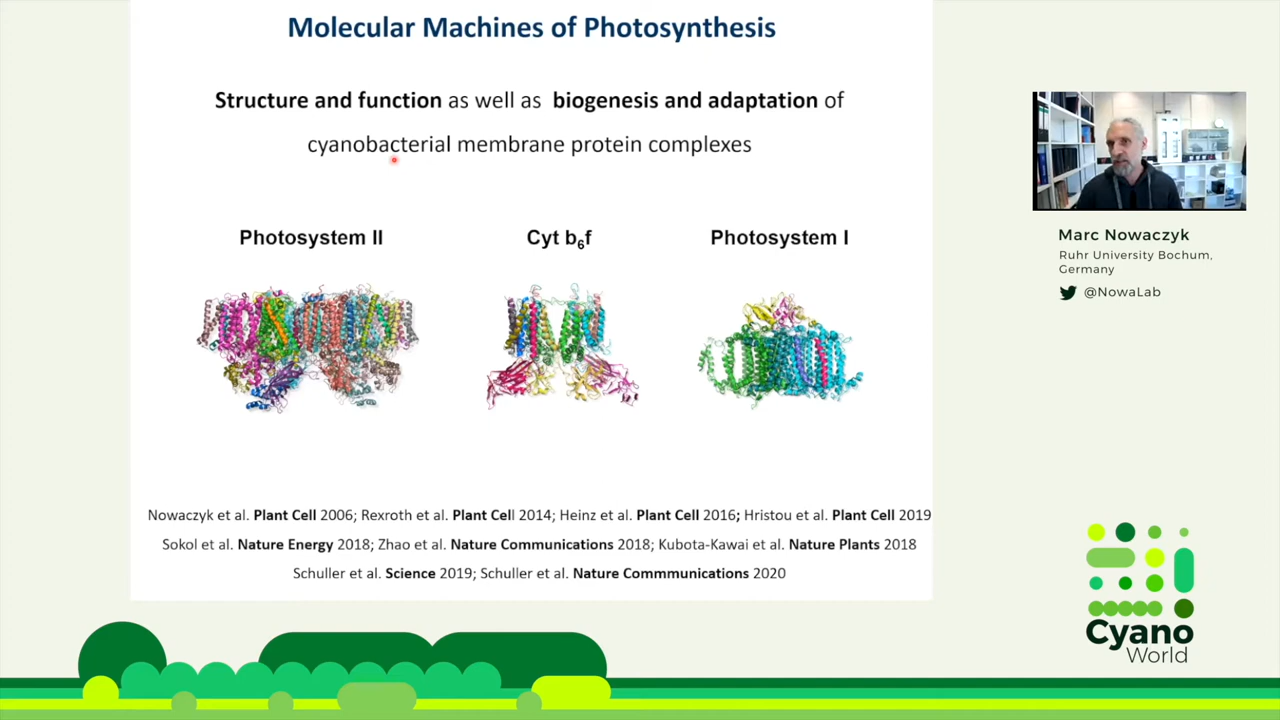 Molecular Machines of Photosynthesis
Structure and function as well as biogenesis and adaptation of
cyanobacterial membrane protein complexes
Photosystem II
Cyt b6f
Photosystem I
Nowaczyk et al. Plant Cell 2006; Rexroth et al. Plant Cell 2014; Heinz et al. Plant Cell 2016; Hristou et al. Plant Cell 2019
Sokol et al. Nature Energy 2018; Zhao et al. Nature Communications 2018; Kubota-Kawai et al. Nature Plants 2018
Schuller et al. Science 2019; Schuller et al. Nature Commmunications 2020
Marc Nowaczyk
Ruhr University Bochum,
Germany
@NowaLab
Cyano
World